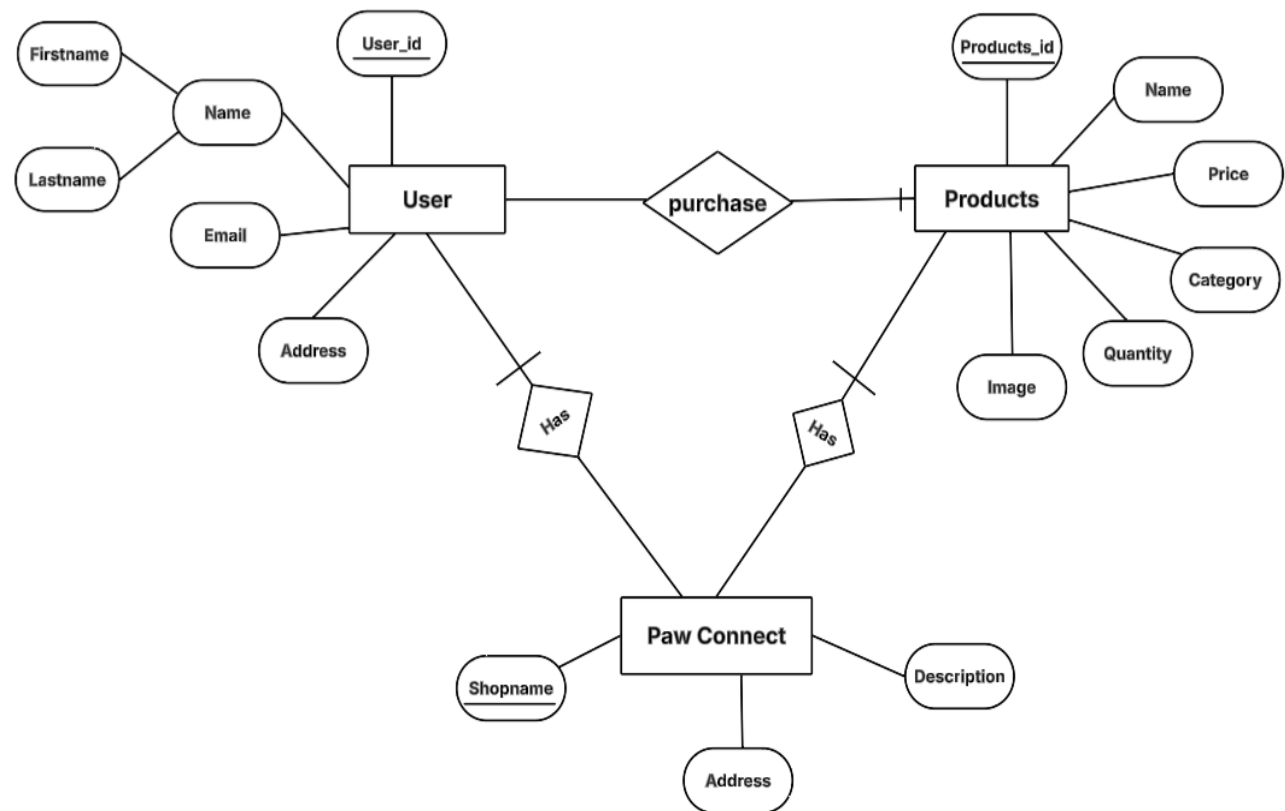 User_id
Products_id
Firstname
Name
Name
Lastname
Price
User
purchase
Products
Email
Category
Address
Quantity
Image
Has
Has
Paw Connect
Shopname
Description
Address